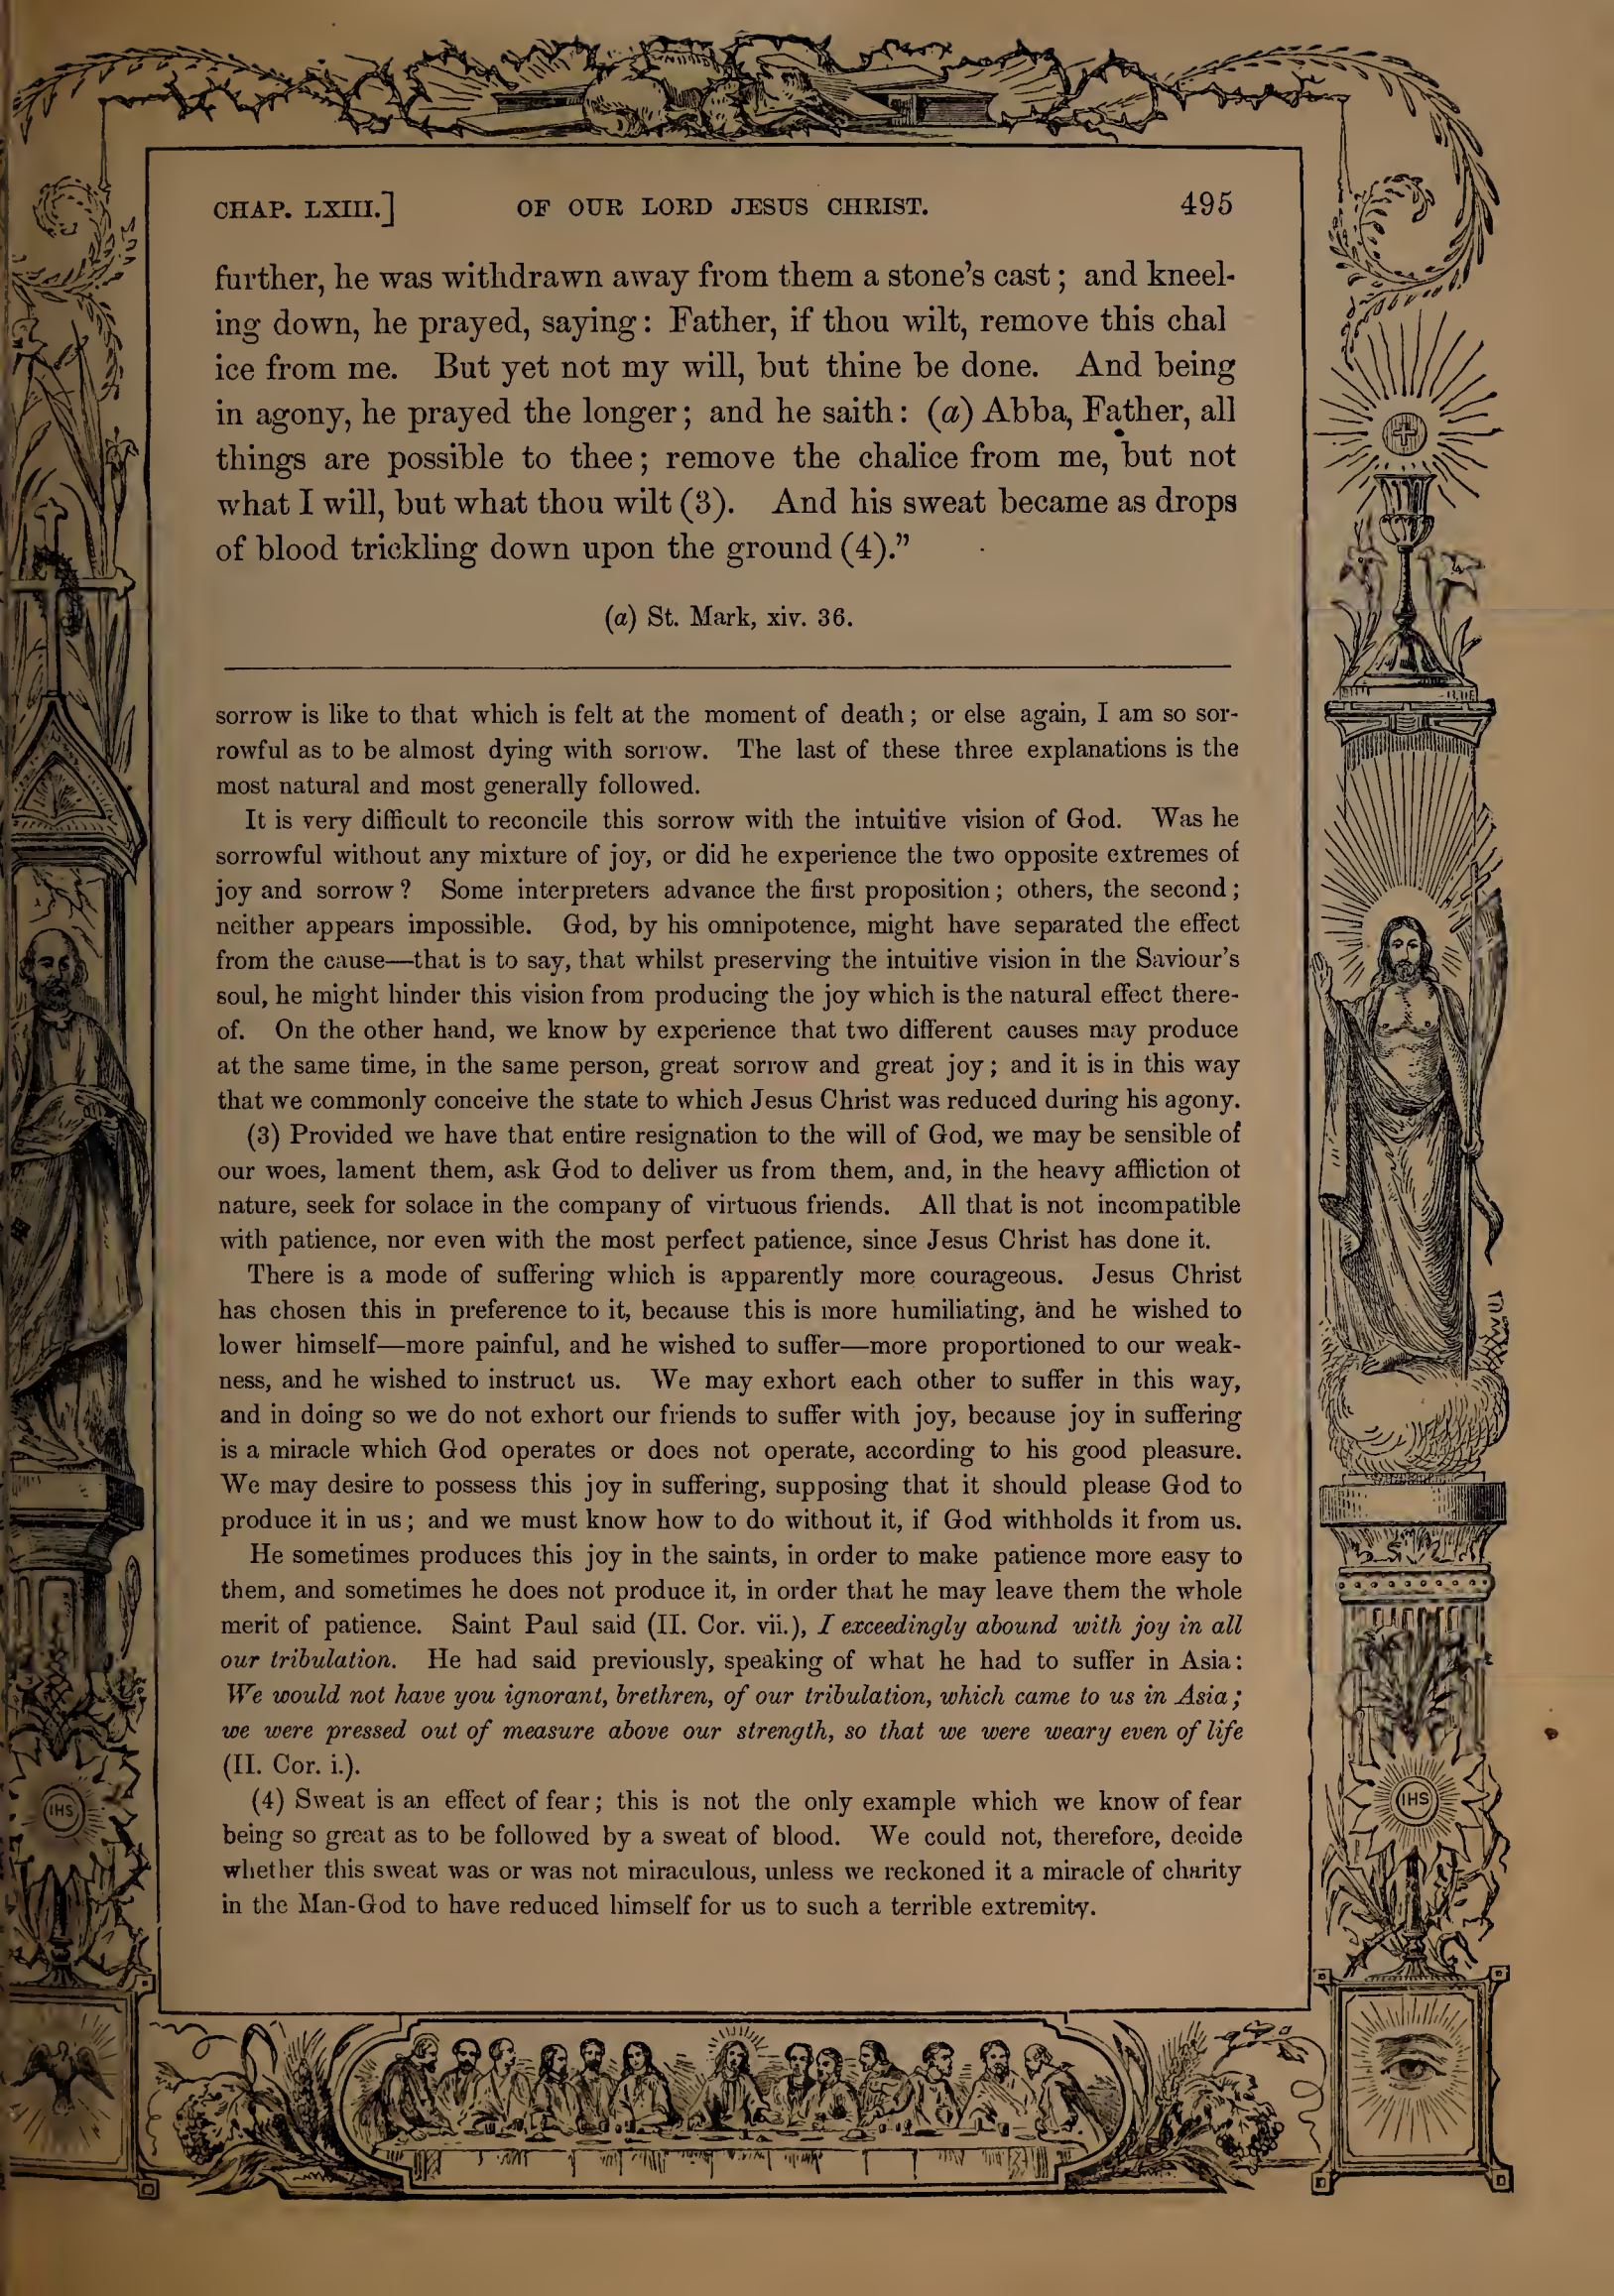 CHAP. LXIII.] OF OUR LORD JESUS CHRIST. 495
further, he was withdrawn away from them a stone's cast; and kneel-
ing down, he prayed, saying: Father, if thou wilt, remove this chal
ice from me. But yet not my will, but thine be done. And being
in agony, he prayed the longer; and he saith: (a) Abba, Father, all
things are possible to thee; remove the chalice from me, but not
what I will, but what thou wilt (3). And his sweat became as drops
of blood trickling down upon the ground (4)."
(a) St. Mark, xiv. 36.
sorrow is like to that which is felt at the moment of death; or else again, I am so sor-
rowful as to be almost dying with sorrow. The last of these three explanations is the
most natural and most generally followed.
It is very difficult to reconcile this sorrow with the intuitive vision of God. Was he
sorrowful without any mixture of joy, or did he experience the two opposite extremes of
joy and sorrow? Some interpreters advance the first proposition; others, the second;
neither appears impossible. God, by his omnipotence, might have separated the effect
from the cause—that is to say, that whilst preserving the intuitive vision in the Saviour's
soul, he might hinder this vision from producing the joy which is the natural effect there-
of. On the other hand, we know by experience that two different causes may produce
at the same time, in the same person, great sorrow and great joy; and it is in this way
that we commonly conceive the state to which Jesus Christ was reduced during his agony.
(3) Provided we have that entire resignation to the will of God, we may be sensible of
our woes, lament them, ask God to deliver us from them, and, in the heavy affliction of
nature, seek for solace in the company of virtuous friends. All that is not incompatible
with patience, nor even with the most perfect patience, since Jesus Christ has done it.
There is a mode of suffering which is apparently more courageous. Jesus Christ
has chosen this in preference to it, because this is more humiliating, and he wished to
lower himself—more painful, and he wished to suffer—more proportioned to our weak-
ness, and he wished to instruct us. We may exhort each other to suffer in this way,
and in doing so we do not exhort our friends to suffer with joy, because joy in suffering
is a miracle which God operates or does not operate, according to his good pleasure.
We may desire to possess this joy in suffering, supposing that it should please God to
produce it in us; and we must know how to do without it, if God withholds it from us.
He sometimes produces this joy in the saints, in order to make patience more easy to
them, and sometimes he does not produce it, in order that he may leave them the whole
merit of patience. Saint Paul said (II. Cor. vii.), I exceedingly abound with joy in all
our tribulation. He had said previously, speaking of what he had to suffer in Asia:
We would not have you ignorant, brethren, of our tribulation, which came to us in Asia;
we were pressed out of measure above our strength, so that we were weary even of life
(II. Cor. i.).
(4) Sweat is an effect of fear; this is not the only example which we know of fear
being so great as to be followed by a sweat of blood. We could not, therefore, decide
whether this sweat was or was not miraculous, unless we reckoned it a miracle of charity
in the Man-God to have reduced himself for us to such a terrible extremity.
IHS
IHS